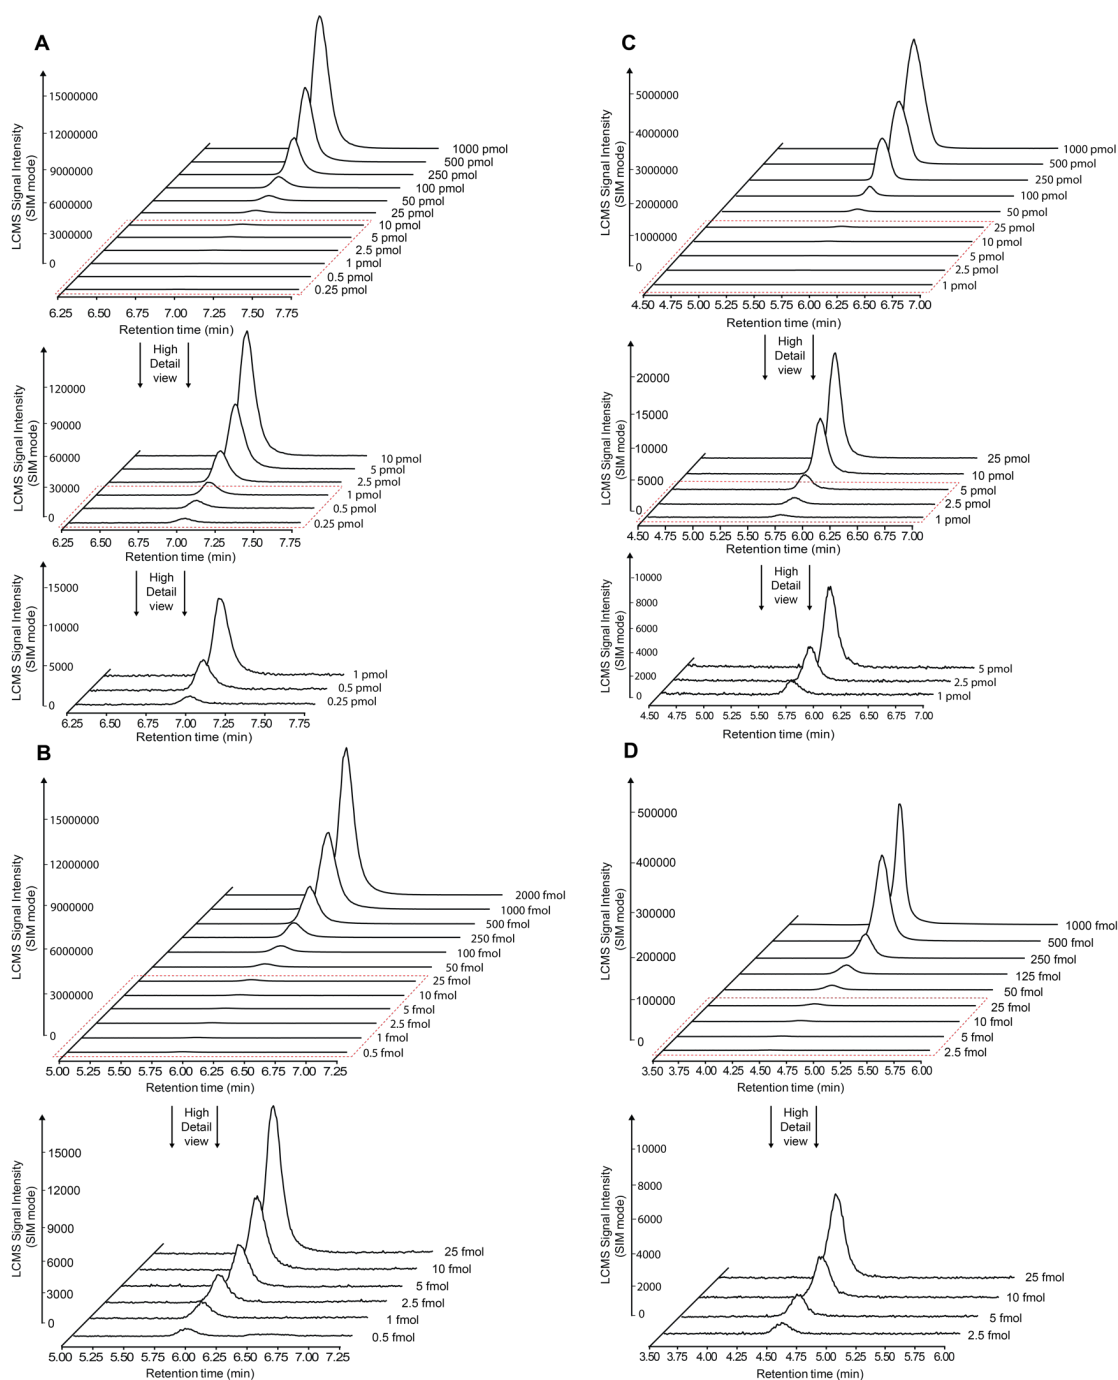 A
LCMS Signal Intensity
(SIM mode)
15000000
12000000
9000000
6000000
3000000
0
1000 pmol
500 pmol
250 pmol
100 pmol
50 pmol
25 pmol
10 pmol
5 pmol
2.5 pmol
1 pmol
0.5 pmol
0.25 pmol
6.25 6.50 6.75 7.00 7.25 7.50 7.75
Retention time (min)
High
Detail
view
LCMS Signal Intensity
(SIM mode)
120000
90000
60000
30000
0
10 pmol
5 pmol
2.5 pmol
1 pmol
0.5 pmol
0.25 pmol
6.25 6.50 6.75 7.00 7.25 7.50 7.75
Retention time (min)
High
Detail
view
LCMS Signal Intensity
(SIM mode)
15000
10000
5000
0
1 pmol
0.5 pmol
0.25 pmol
6.25 6.50 6.75 7.00 7.25 7.50 7.75
Retention time (min)
B
LCMS Signal Intensity
(SIM mode)
15000000
12000000
9000000
6000000
3000000
0
2000 fmol
1000 fmol
500 fmol
250 fmol
100 fmol
50 fmol
25 fmol
10 fmol
5 fmol
2.5 fmol
1 fmol
0.5 fmol
5.00 5.25 5.50 5.75 6.00 6.25 6.50 6.75 7.00 7.25
Retention time (min)
High
Detail
view
LCMS Signal Intensity
(SIM mode)
15000
12000
9000
6000
3000
0
25 fmol
10 fmol
5 fmol
2.5 fmol
1 fmol
0.5 fmol
5.00 5.25 5.50 5.75 6.00 6.25 6.50 6.75 7.00 7.25
Retention time (min)
C
LCMS Signal Intensity
(SIM mode)
5000000
4000000
3000000
2000000
1000000
0
1000 pmol
500 pmol
250 pmol
100 pmol
50 pmol
25 pmol
10 pmol
5 pmol
2.5 pmol
1 pmol
4.50 4.75 5.00 5.25 5.50 5.75 6.00 6.25 6.50 6.75 7.00
Retention time (min)
High
Detail
view
LCMS Signal Intensity
(SIM mode)
20000
15000
10000
5000
0
25 pmol
10 pmol
5 pmol
2.5 pmol
1 pmol
4.50 4.75 5.00 5.25 5.50 5.75 6.00 6.25 6.50 6.75 7.00
Retention time (min)
High
Detail
view
LCMS Signal Intensity
(SIM mode)
10000
8000
6000
4000
2000
0
5 pmol
2.5 pmol
1 pmol
4.50 4.75 5.00 5.25 5.50 5.75 6.00 6.25 6.50 6.75 7.00
Retention time (min)
D
LCMS Signal Intensity
(SIM mode)
500000
400000
300000
200000
100000
0
1000 fmol
500 fmol
250 fmol
125 fmol
50 fmol
25 fmol
10 fmol
5 fmol
2.5 fmol
3.50 3.75 4.00 4.25 4.50 4.75 5.00 5.25 5.50 5.75 6.00
Retention time (min)
High
Detail
view
LCMS Signal Intensity
(SIM mode)
10000
8000
6000
4000
2000
0
25 fmol
10 fmol
5 fmol
2.5 fmol
3.50 3.75 4.00 4.25 4.50 4.75 5.00 5.25 5.50 5.75 6.00
Retention time (min)